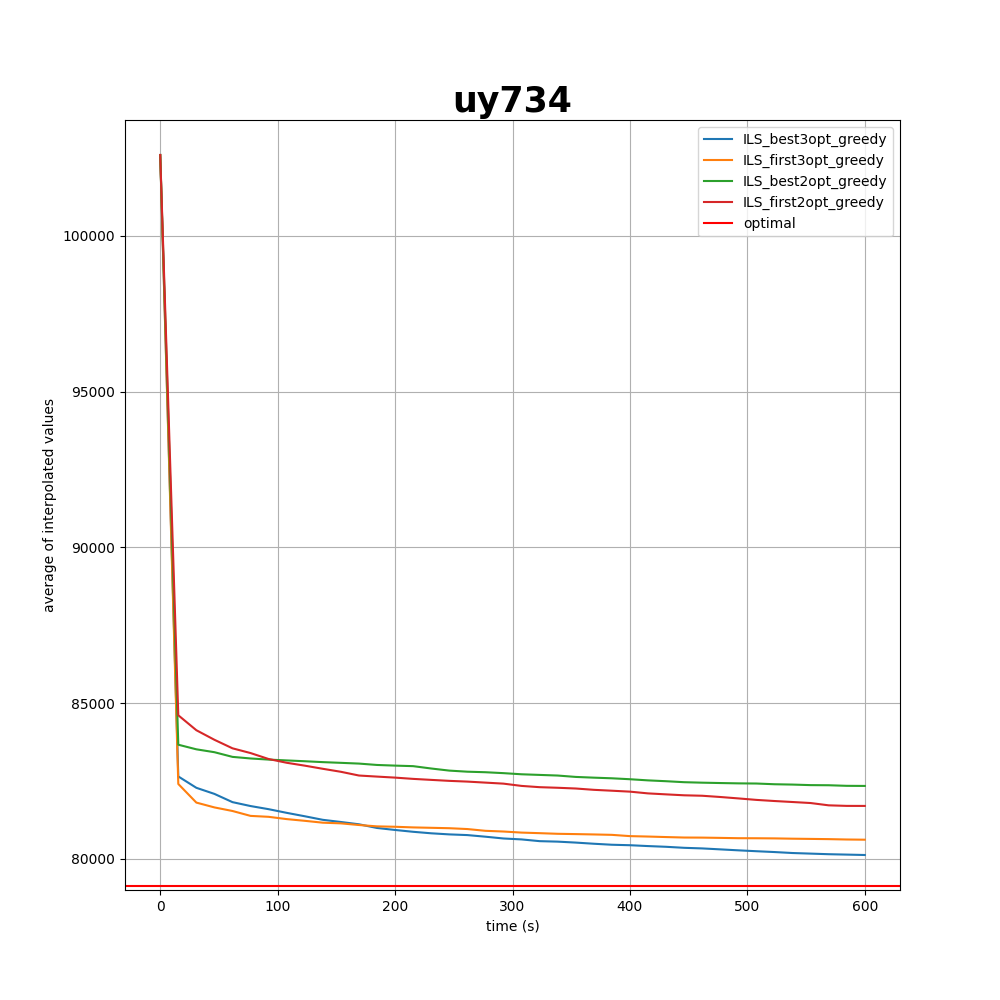 uy734
ILS_best3opt_greedy
ILS_first3opt_greedy
ILS_best2opt_greedy
ILS_first2opt_greedy
optimal
average of interpolated values
100000
95000
90000
85000
80000
0 100 200 300 400 500 600
time (s)